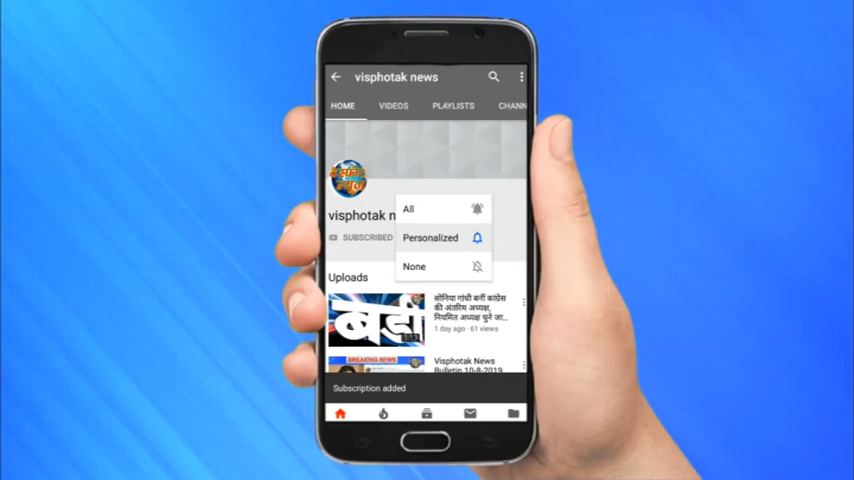 visphotak news
HOME VIDEOS PLAYLISTS CHANN
विस्फोट
न्यूज
All
visphotak n
Personalized
SUBSCRIBED
None
Uploads
बडी
सोनिया गांधी बनीं कांग्रेस
की अंतरिम अध्यक्ष,
नियमित अध्यक्ष चुने जा...
1 day ago · 61 views
BREAKING NEWS
Visphotak News
Bulletin 10-8-2019
Subscription added